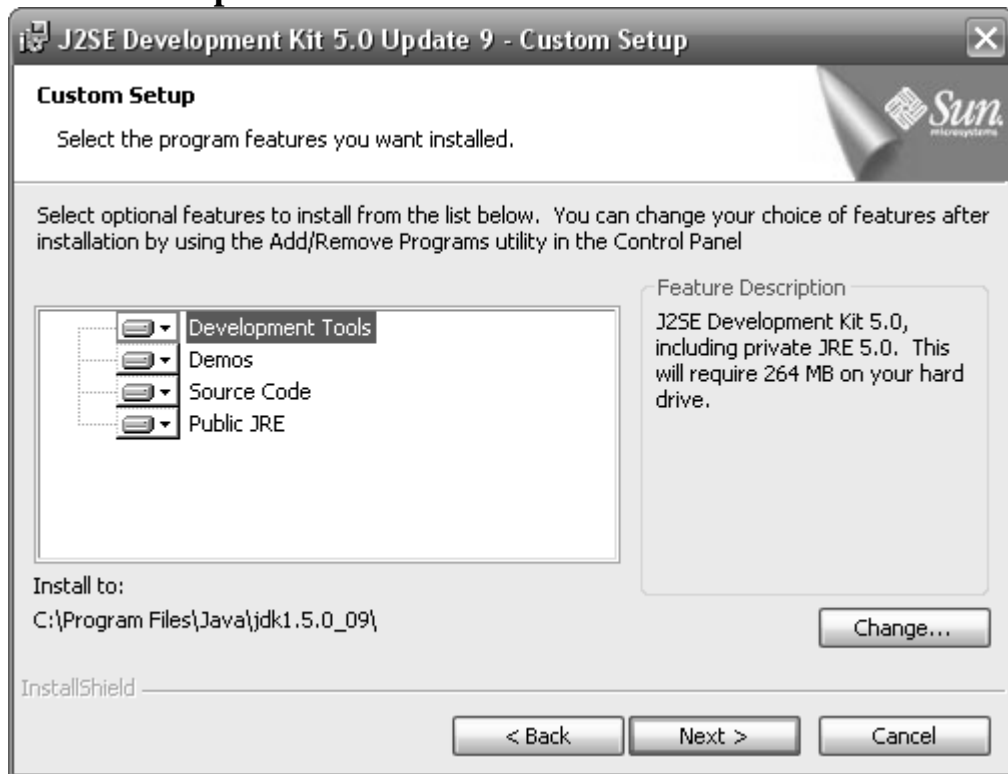 J2SE Development Kit 5.0 Update 9 - Custom Setup
Custom Setup
Select the program features you want installed.
Sun
microsystems
Select optional features to install from the list below. You can change your choice of features after
installation by using the Add/Remove Programs utility in the Control Panel
Development Tools
Demos
Source Code
Public JRE
Feature Description
J2SE Development Kit 5.0,
including private JRE 5.0. This
will require 264 MB on your hard
drive.
Install to:
C:\Program Files\Java\jdk1.5.0_09\
Change...
InstallShield
< Back
Next >
Cancel